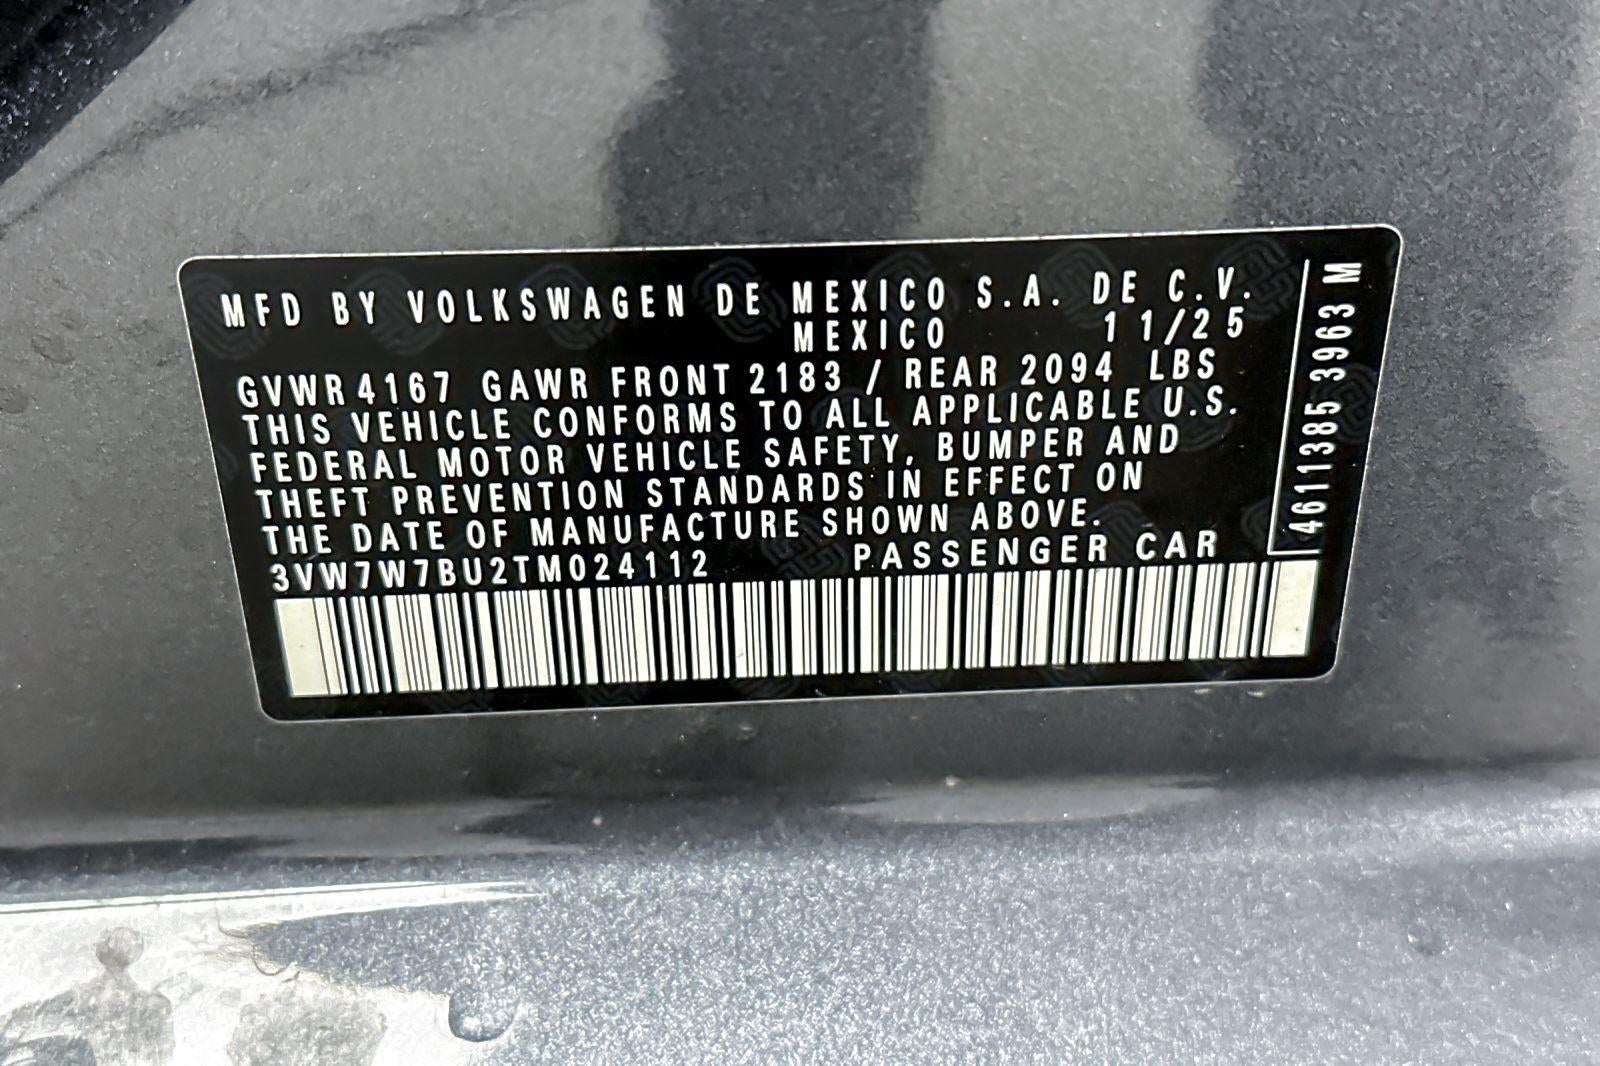 MFD BY VOLKSWAGEN DE MEXICO S.A. DE C.V.
MEXICO 11/25
GVWR 4167 GAWR FRONT 2183 / REAR 2094 LBS
THIS VEHICLE CONFORMS TO ALL APPLICABLE U.S.
FEDERAL MOTOR VEHICLE SAFETY, BUMPER AND
THEFT PREVENTION STANDARDS IN EFFECT ON
THE DATE OF MANUFACTURE SHOWN ABOVE.
3VW7W7BU2TM024112 PASSENGER CAR
4611385 3963 M